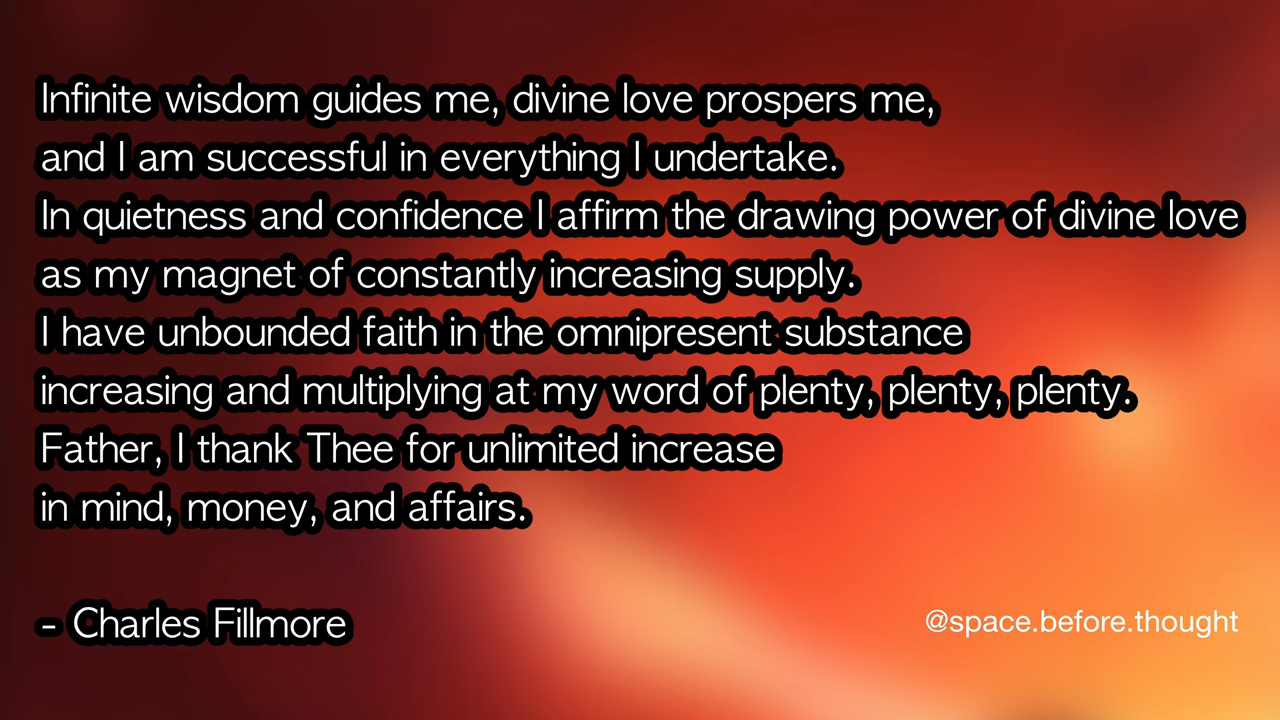 Infinite wisdom guides me, divine love prospers me,
and I am successful in everything I undertake.
In quietness and confidence I affirm the drawing power of divine love
as my magnet of constantly increasing supply.
I have unbounded faith in the omnipresent substance
increasing and multiplying at my word of plenty, plenty, plenty.
Father, I thank Thee for unlimited increase
in mind, money, and affairs.
- Charles Fillmore
@space.before.thought